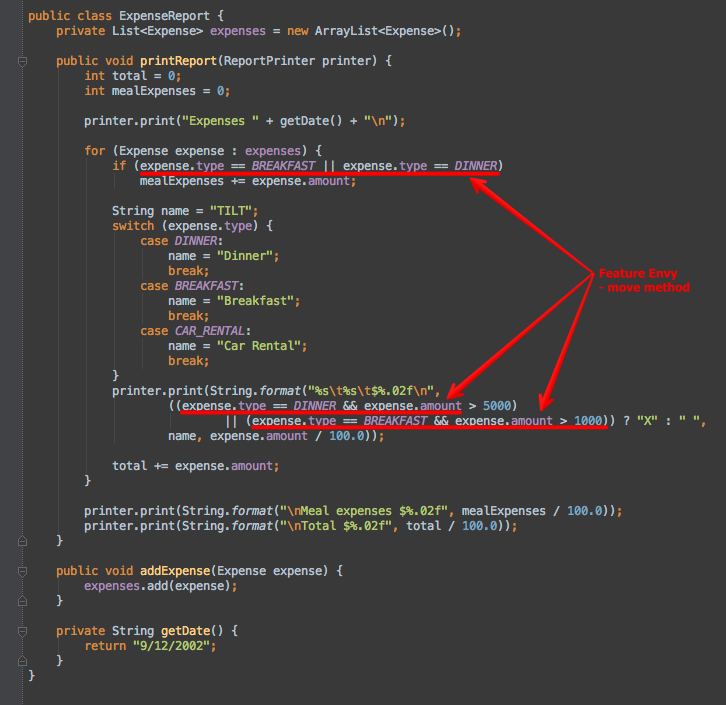 public class ExpenseReport {
    private List<Expense> expenses = new ArrayList<Expense>();

    public void printReport(ReportPrinter printer) {
        int total = 0;
        int mealExpenses = 0;

        printer.print("Expenses " + getDate() + "\n");

        for (Expense expense : expenses) {
            if (expense.type == BREAKFAST || expense.type == DINNER)
                mealExpenses += expense.amount;

            String name = "TILT";
            switch (expense.type) {
                case DINNER:
                    name = "Dinner";
                    break;
                case BREAKFAST:
                    name = "Breakfast";
                    break;
                case CAR_RENTAL:
                    name = "Car Rental";
                    break;
            }
            printer.print(String.format("%s\t%s\t$%.02f\n",
                    ((expense.type == DINNER && expense.amount > 5000)
                            || (expense.type == BREAKFAST && expense.amount > 1000)) ? "X" : " ",
                    name, expense.amount / 100.0));

            total += expense.amount;
        }

        printer.print(String.format("\nMeal expenses $%.02f", mealExpenses / 100.0));
        printer.print(String.format("\nTotal $%.02f", total / 100.0));
    }

    public void addExpense(Expense expense) {
        expenses.add(expense);
    }

    private String getDate() {
        return "9/12/2002";
    }
}
Feature Envy
- move method